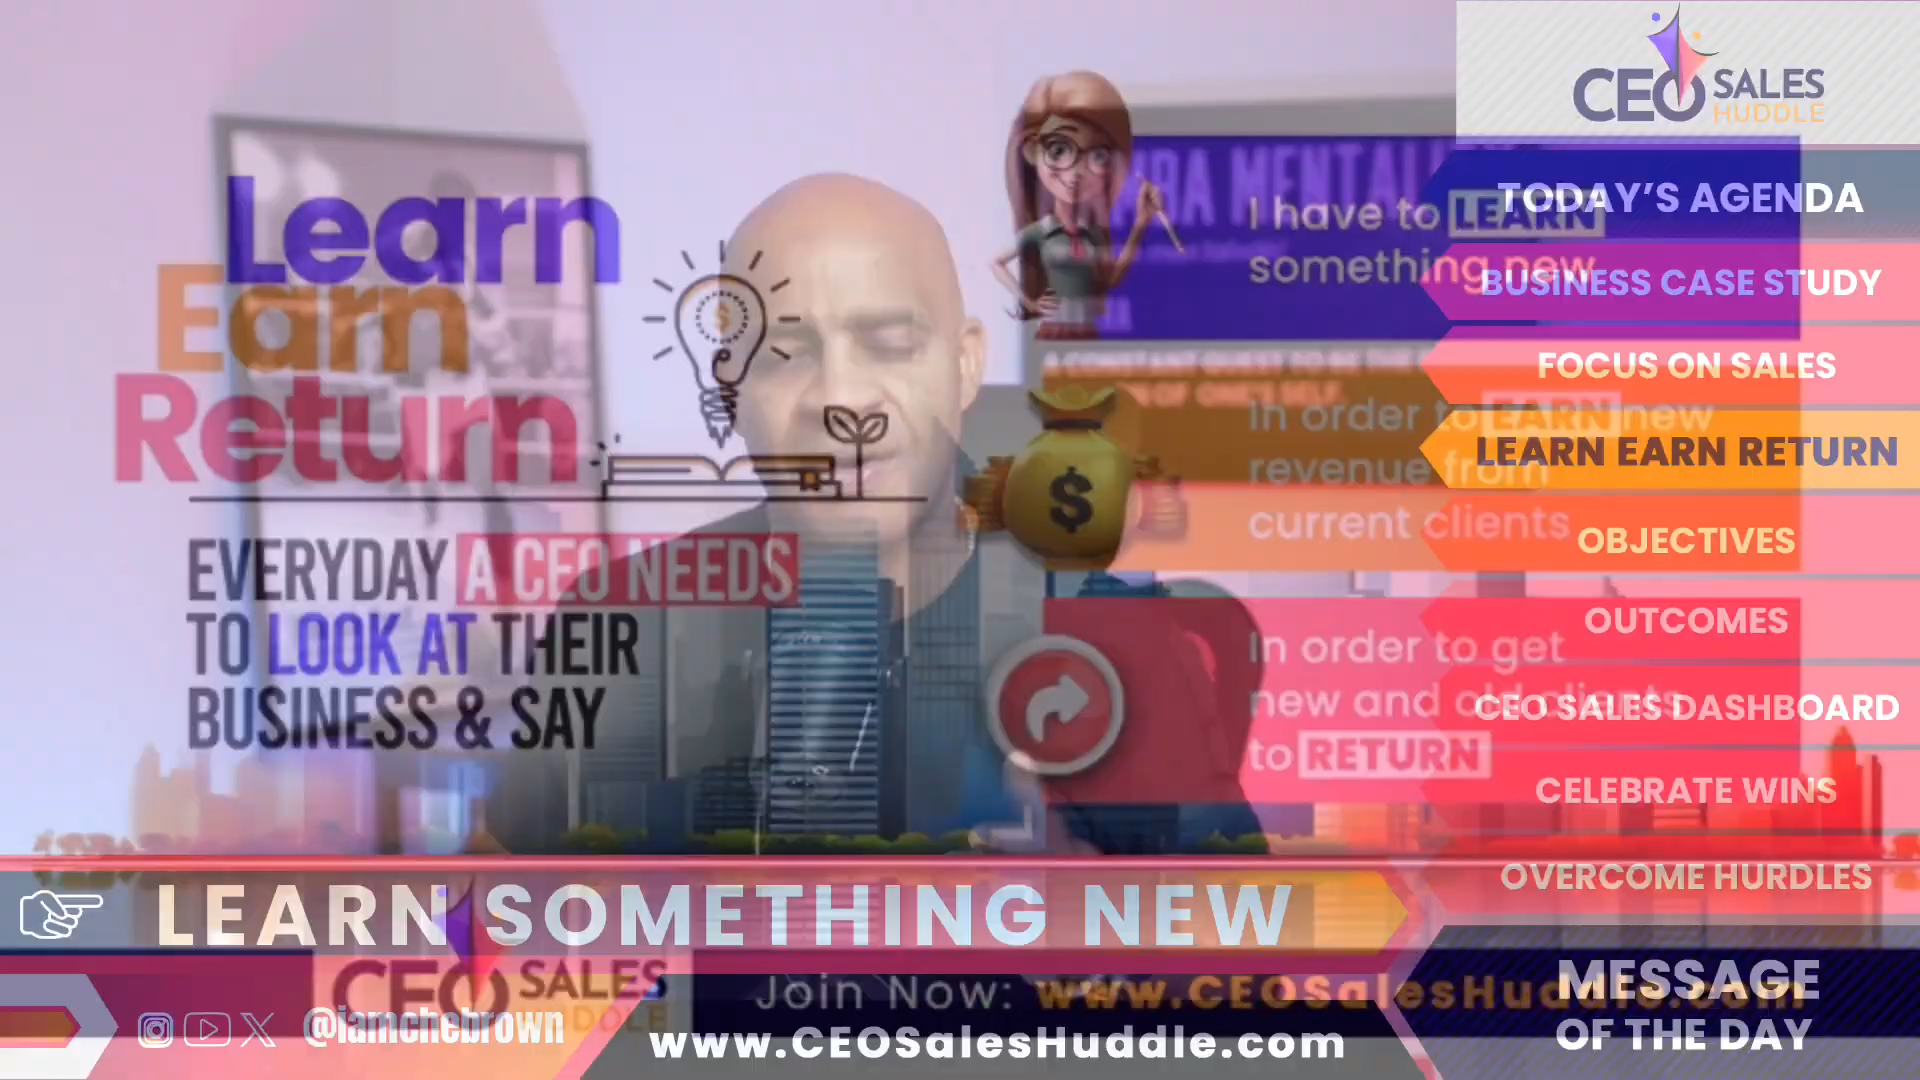 CEO SALES
HUDDLE
TODAY'S AGENDA
BUSINESS CASE STUDY
FOCUS ON SALES
LEARN EARN RETURN
OBJECTIVES
OUTCOMES
CEO SALES DASHBOARD
CELEBRATE WINS
OVERCOME HURDLES
MESSAGE
OF THE DAY
Learn
Earn
Return
EVERYDAY A CEO NEEDS
TO LOOK AT THEIR
BUSINESS & SAY
I have to LEARN
something new
In order to EARN new
revenue from
current clients
In order to get
new and old clients
to RETURN
LEARN SOMETHING NEW
CEO SALES
HUDDLE
Join Now: www.CEOSalesHuddle.com
@iamchebrown
www.CEOSalesHuddle.com